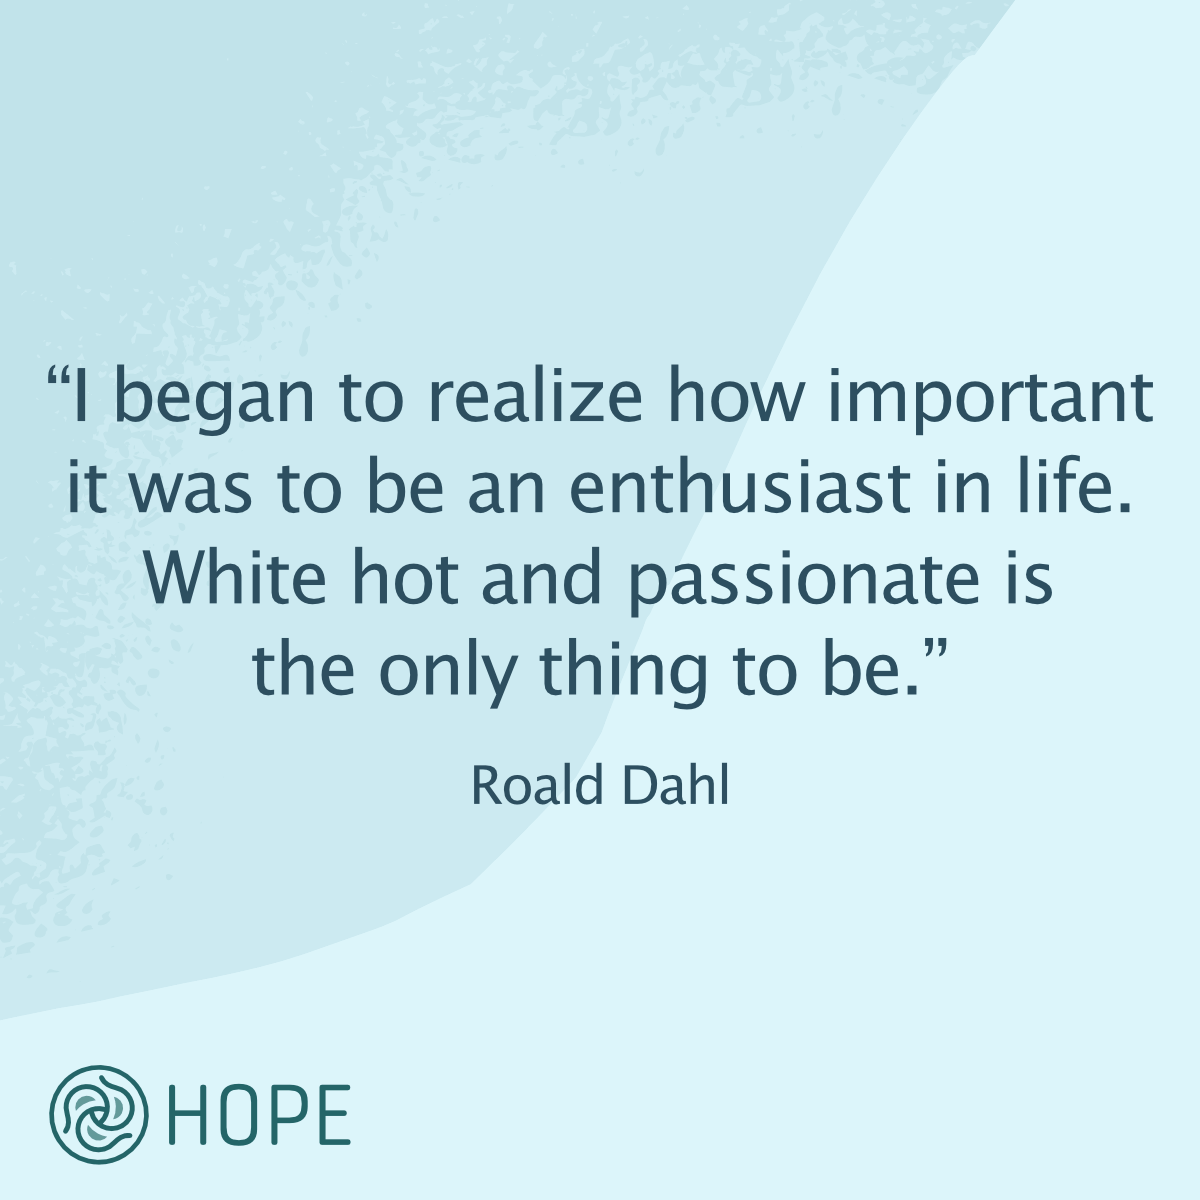 “I began to realize how important
it was to be an enthusiast in life.
White hot and passionate is
the only thing to be.”
Roald Dahl
HOPE